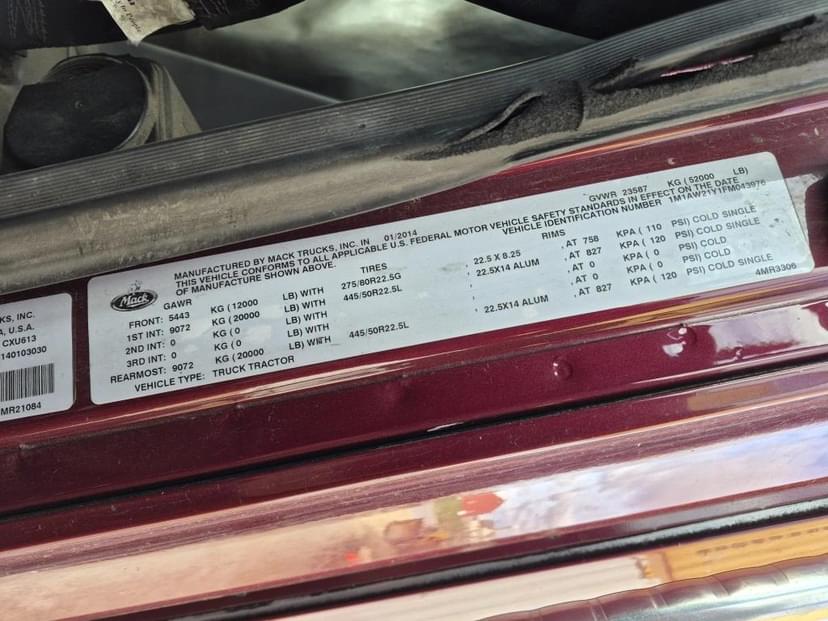 MANUFACTURED BY MACK TRUCKS, INC. IN 01/2014 GVWR 23587 KG ( 52000 LB)
THIS VEHICLE CONFORMS TO ALL APPLICABLE U.S. FEDERAL MOTOR VEHICLE SAFETY STANDARDS IN EFFECT ON THE DATE
OF MANUFACTURE SHOWN ABOVE. VEHICLE IDENTIFICATION NUMBER 1M1AW21Y1FM043976
Mack
GAWR TIRES RIMS
FRONT: 5443 KG ( 12000 LB) WITH 275/80R22.5G , 22.5 X 8.25 , AT 758 KPA ( 110 PSI) COLD SINGLE
1ST INT: 9072 KG ( 20000 LB) WITH 445/50R22.5L , 22.5X14 ALUM , AT 827 KPA ( 120 PSI) COLD SINGLE
2ND INT: 0 KG ( 0 LB) WITH , , AT 0 KPA ( 0 PSI) COLD
3RD INT: 0 KG ( 0 LB) WITH , , AT 0 KPA ( 0 PSI) COLD
REARMOST: 9072 KG ( 20000 LB) WITH 445/50R22.5L , 22.5X14 ALUM , AT 827 KPA ( 120 PSI) COLD SINGLE
VEHICLE TYPE: TRUCK TRACTOR 4MR3306
KS, INC.
A, U.S.A.
CXU613
140103030
MR21084